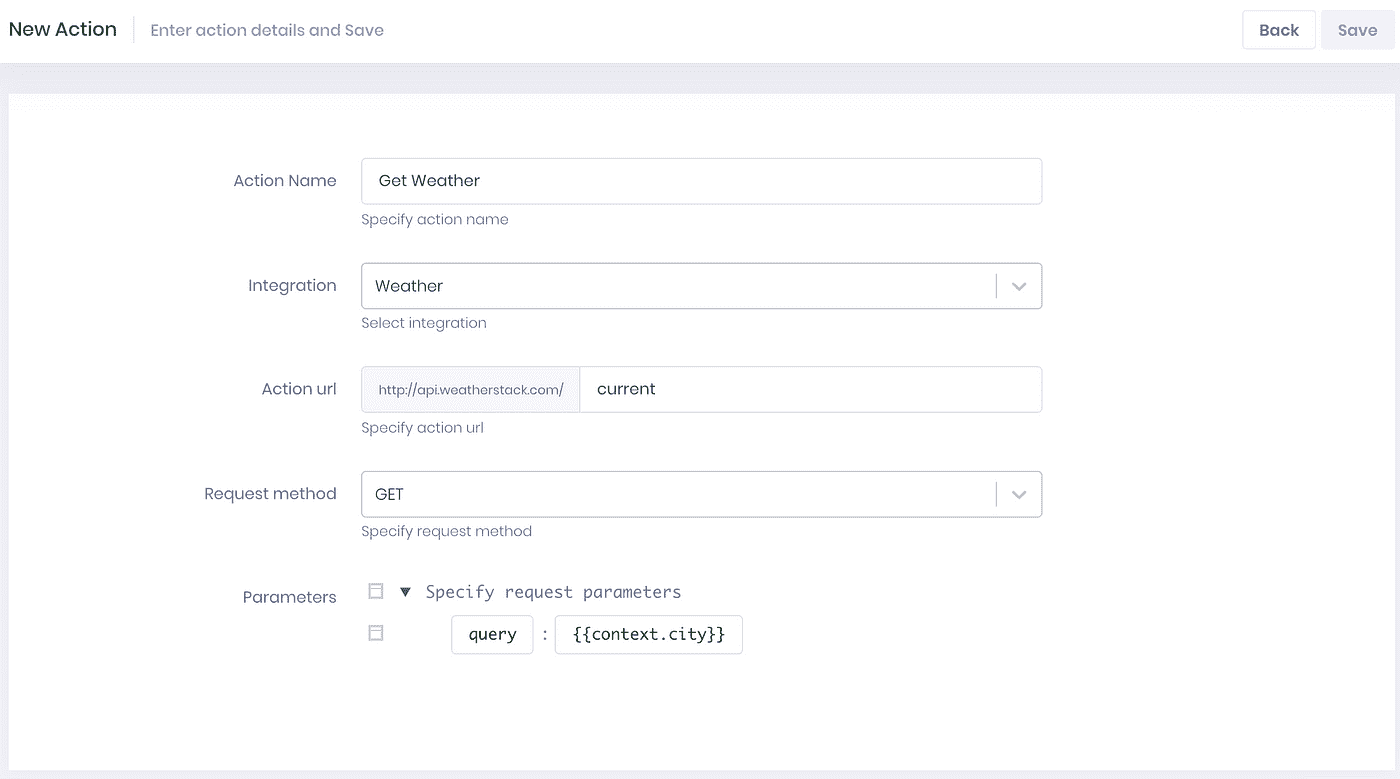 New Action
Enter action details and Save
Back
Save
Action Name
Get Weather
Specify action name
Integration
Weather
Select integration
Action url
http://api.weatherstack.com/
current
Specify action url
Request method
GET
Specify request method
Parameters
Specify request parameters
query : {{context.city}}